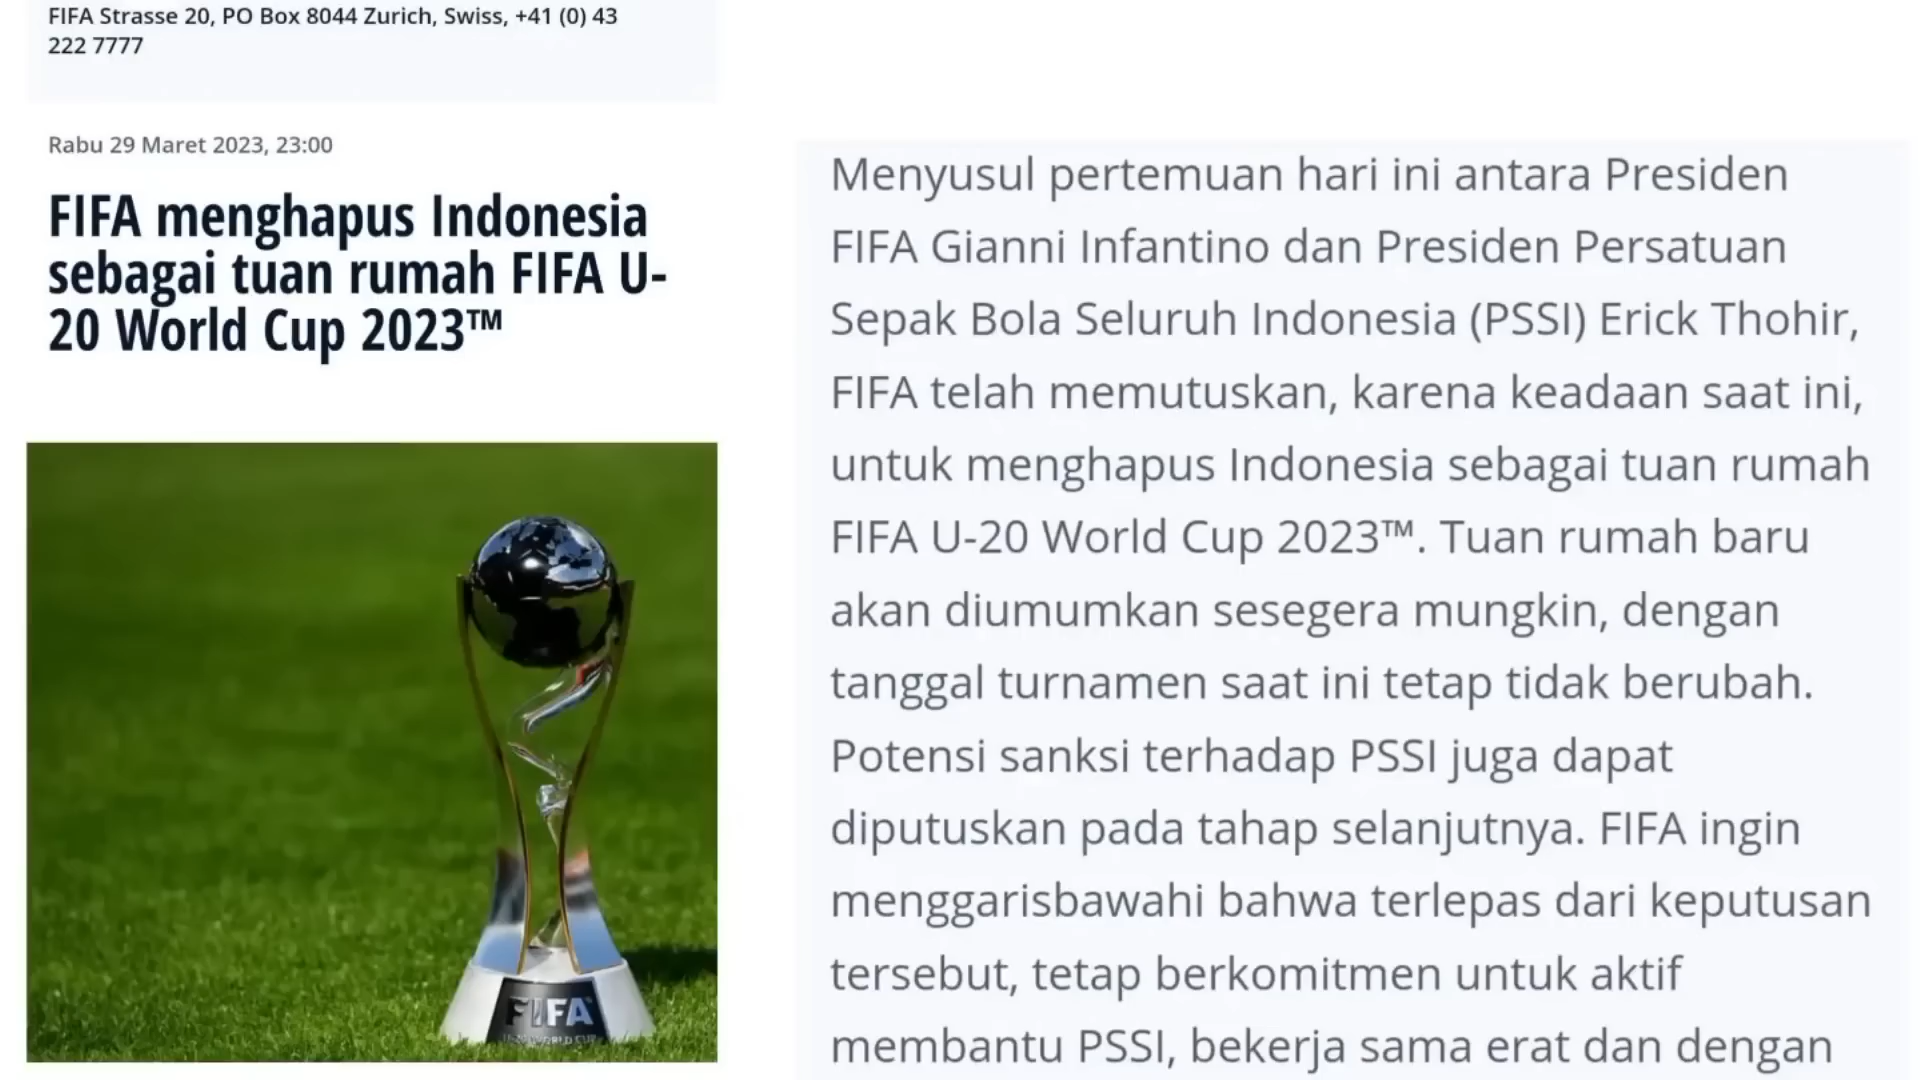 FIFA Strasse 20, PO Box 8044 Zurich, Swiss, +41 (0) 43
222 7777
Rabu 29 Maret 2023, 23:00
FIFA menghapus Indonesia
sebagai tuan rumah FIFA U-
20 World Cup 2023™
FIFA
U-20 WORLD CUP
Menyusul pertemuan hari ini antara Presiden
FIFA Gianni Infantino dan Presiden Persatuan
Sepak Bola Seluruh Indonesia (PSSI) Erick Thohir,
FIFA telah memutuskan, karena keadaan saat ini,
untuk menghapus Indonesia sebagai tuan rumah
FIFA U-20 World Cup 2023™. Tuan rumah baru
akan diumumkan sesegera mungkin, dengan
tanggal turnamen saat ini tetap tidak berubah.
Potensi sanksi terhadap PSSI juga dapat
diputuskan pada tahap selanjutnya. FIFA ingin
menggarisbawahi bahwa terlepas dari keputusan
tersebut, tetap berkomitmen untuk aktif
membantu PSSI, bekerja sama erat dan dengan